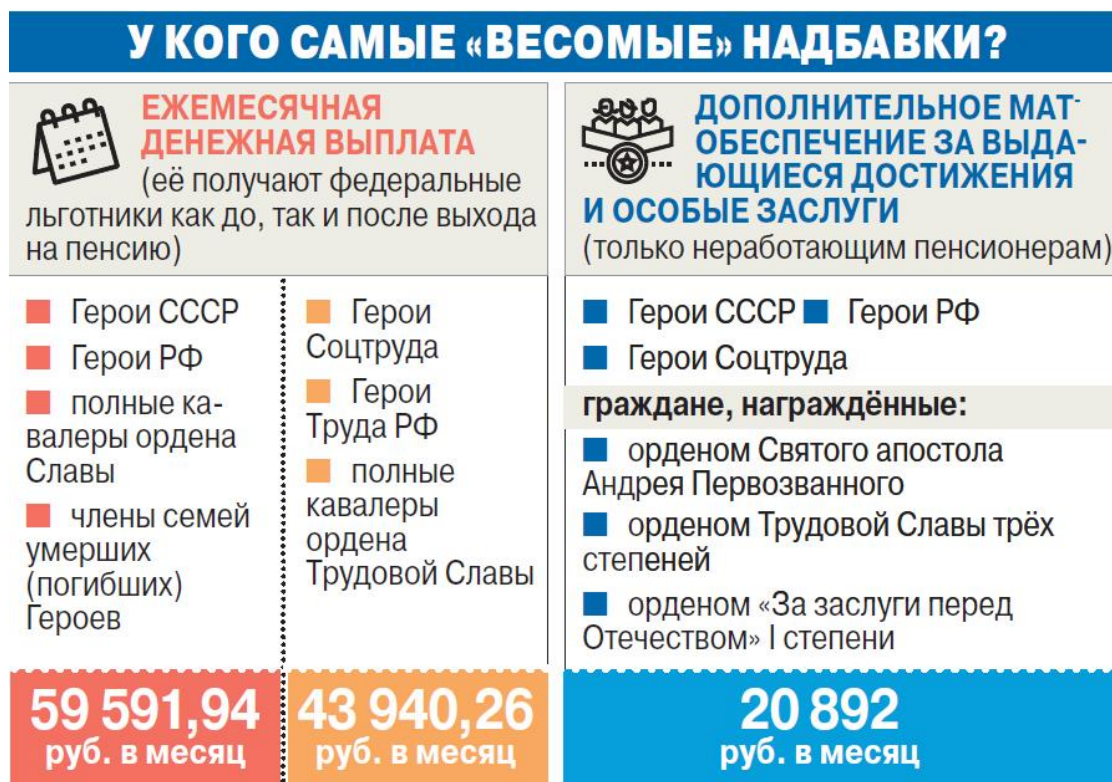 У КОГО САМЫЕ «ВЕСОМЫЕ» НАДБАВКИ?
ЕЖЕМЕСЯЧНАЯ
ДЕНЕЖНАЯ ВЫПЛАТА
(её получают федеральные
льготники как до, так и после выхода
на пенсию)
■ Герои СССР
■ Герои РФ
■ полные ка-
валеры ордена
Славы
■ члены семей
умерших
(погибших)
Героев
59 591,94
руб. в месяц
■ Герои
Соцтруда
■ Герои
Труда РФ
■ полные
кавалеры
ордена
Трудовой Славы
43 940,26
руб. в месяц
ДОПОЛНИТЕЛЬНОЕ МАТ-
ОБЕСПЕЧЕНИЕ ЗА ВЫДА-
ЮЩИЕСЯ ДОСТИЖЕНИЯ
И ОСОБЫЕ ЗАСЛУГИ
(только неработающим пенсионерам)
■ Герои СССР ■ Герои РФ
■ Герои Соцтруда
граждане, награждённые:
■ орденом Святого апостола
Андрея Первозванного
■ орденом Трудовой Славы трёх
степеней
■ орденом «За заслуги перед
Отечеством» I степени
20 892
руб. в месяц